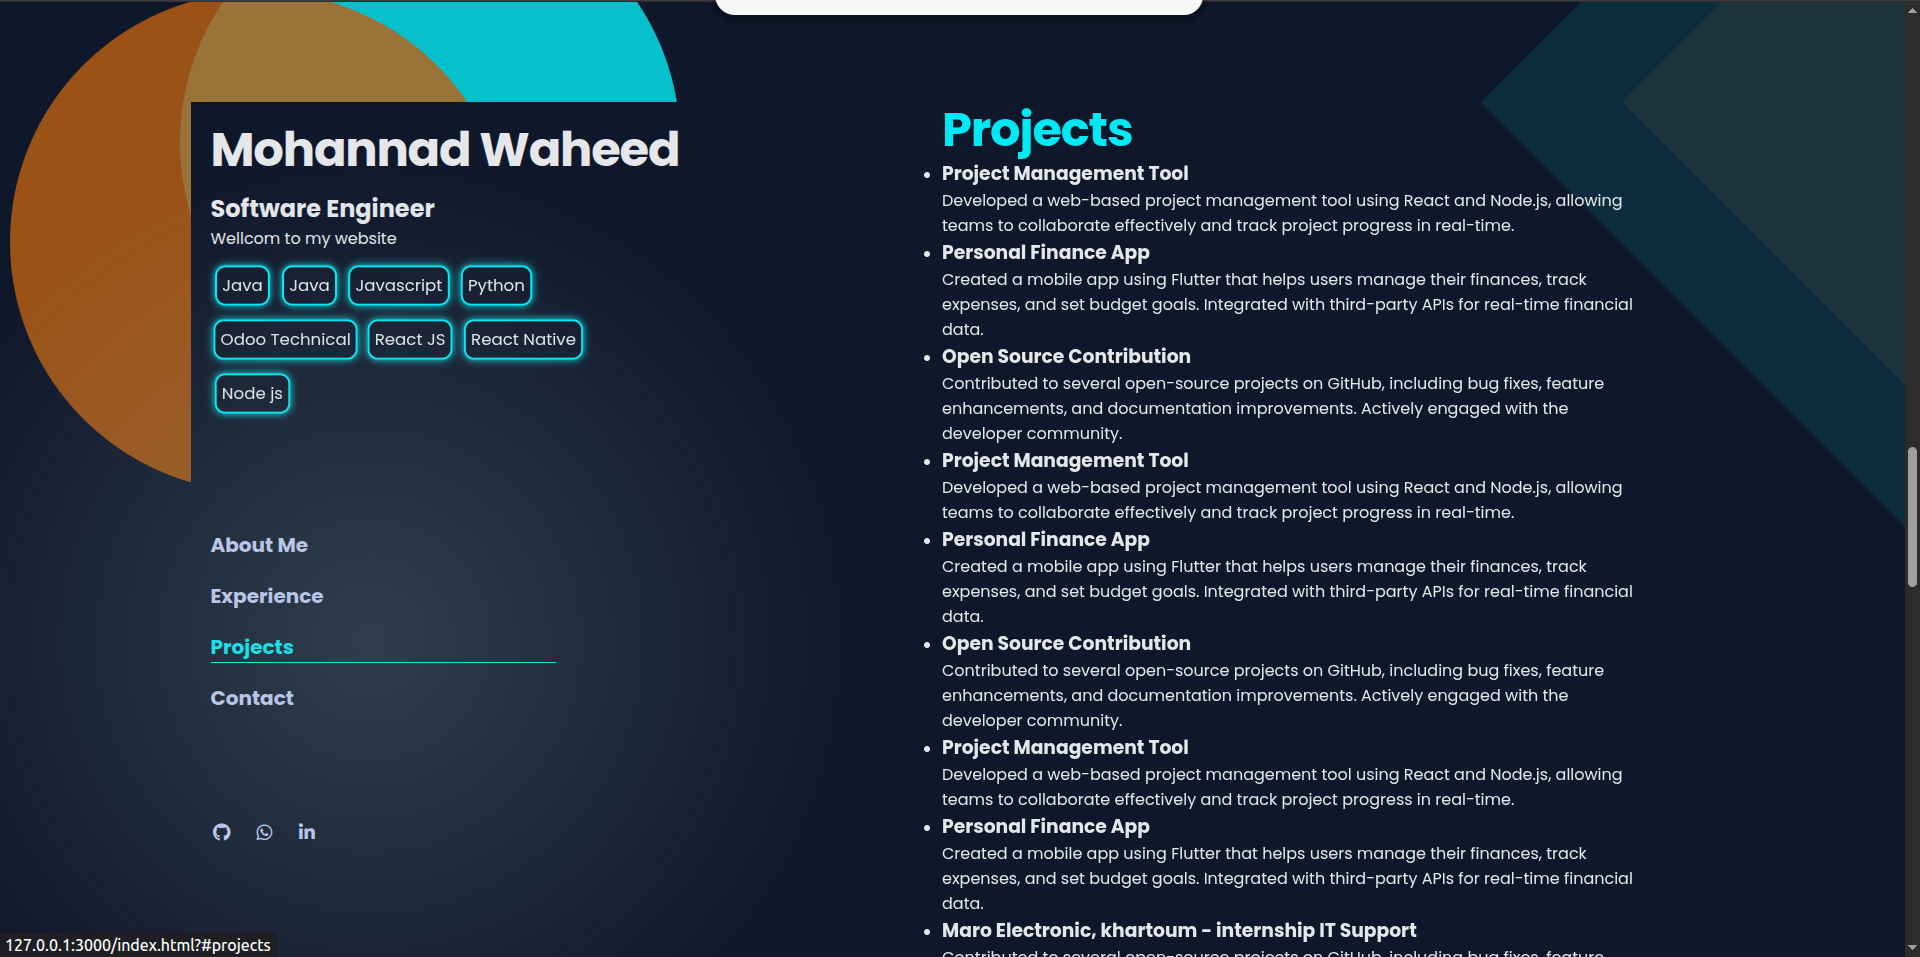 Mohannad Waheed
Software Engineer
Wellcom to my website
Java Java Javascript Python
Odoo Technical React JS React Native
Node js
About Me
Experience
Projects
Contact
Projects
• Project Management Tool
Developed a web-based project management tool using React and Node.js, allowing
teams to collaborate effectively and track project progress in real-time.
• Personal Finance App
Created a mobile app using Flutter that helps users manage their finances, track
expenses, and set budget goals. Integrated with third-party APIs for real-time financial
data.
• Open Source Contribution
Contributed to several open-source projects on GitHub, including bug fixes, feature
enhancements, and documentation improvements. Actively engaged with the
developer community.
• Project Management Tool
Developed a web-based project management tool using React and Node.js, allowing
teams to collaborate effectively and track project progress in real-time.
• Personal Finance App
Created a mobile app using Flutter that helps users manage their finances, track
expenses, and set budget goals. Integrated with third-party APIs for real-time financial
data.
• Open Source Contribution
Contributed to several open-source projects on GitHub, including bug fixes, feature
enhancements, and documentation improvements. Actively engaged with the
developer community.
• Project Management Tool
Developed a web-based project management tool using React and Node.js, allowing
teams to collaborate effectively and track project progress in real-time.
• Personal Finance App
Created a mobile app using Flutter that helps users manage their finances, track
expenses, and set budget goals. Integrated with third-party APIs for real-time financial
data.
• Maro Electronic, khartoum - internship IT Support
Contributed to several open-source projects on GitHub, including bug fixes, feature
127.0.0.1:3000/index.html?#projects